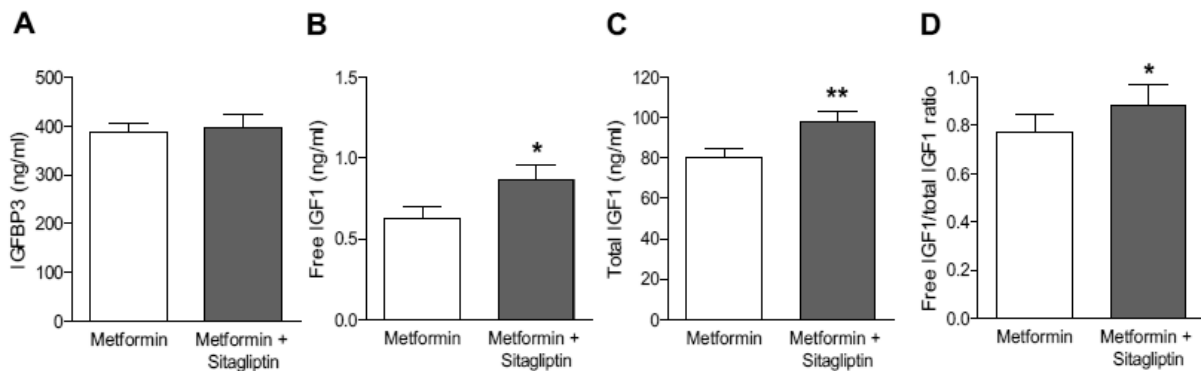 A
IGFBP3 (ng/ml)
500
400
300
200
100
0
Metformin
Metformin +
Sitagliptin
B
Free IGF1 (ng/ml)
1.5
1.0
0.5
0.0
*
Metformin
Metformin +
Sitagliptin
C
Total IGF1 (ng/ml)
120
100
80
60
40
20
0
**
Metformin
Metformin +
Sitagliptin
D
Free IGF1/total IGF1 ratio
1.0
0.8
0.6
0.4
0.2
0.0
*
Metformin
Metformin +
Sitagliptin